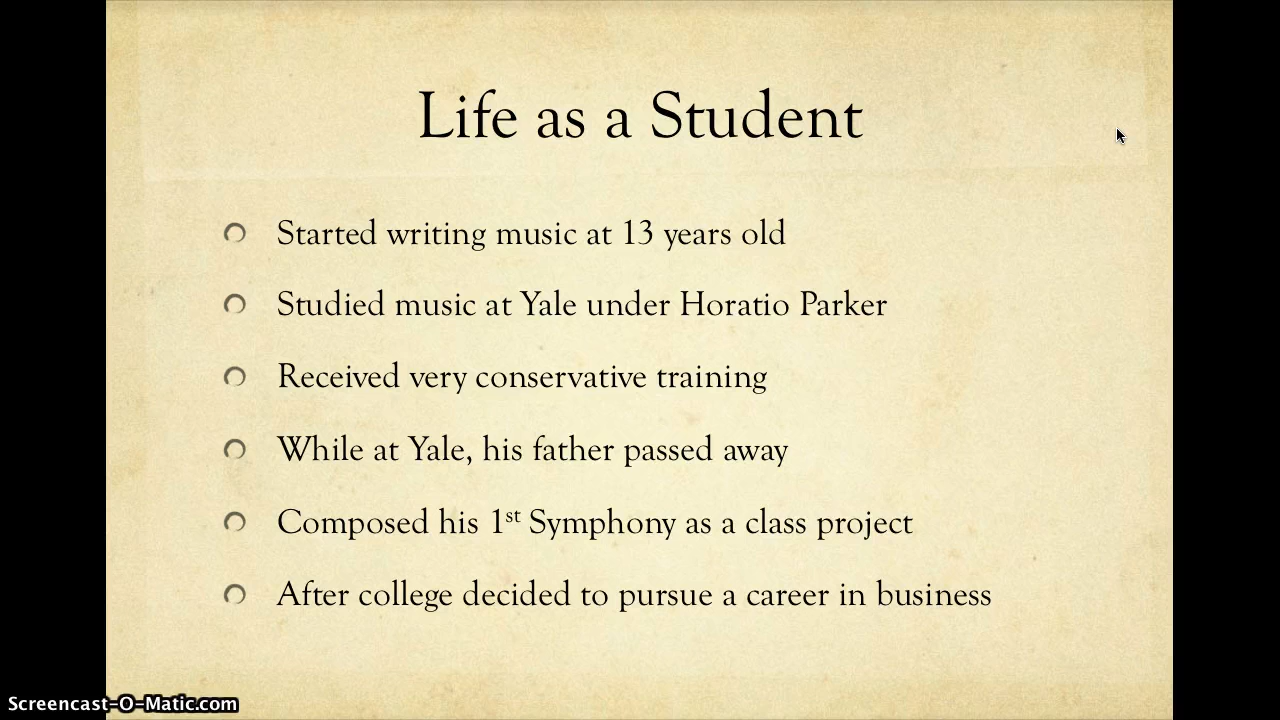 Life as a Student
Started writing music at 13 years old
Studied music at Yale under Horatio Parker
Received very conservative training
While at Yale, his father passed away
Composed his 1st Symphony as a class project
After college decided to pursue a career in business
Screencast-O-Matic.com